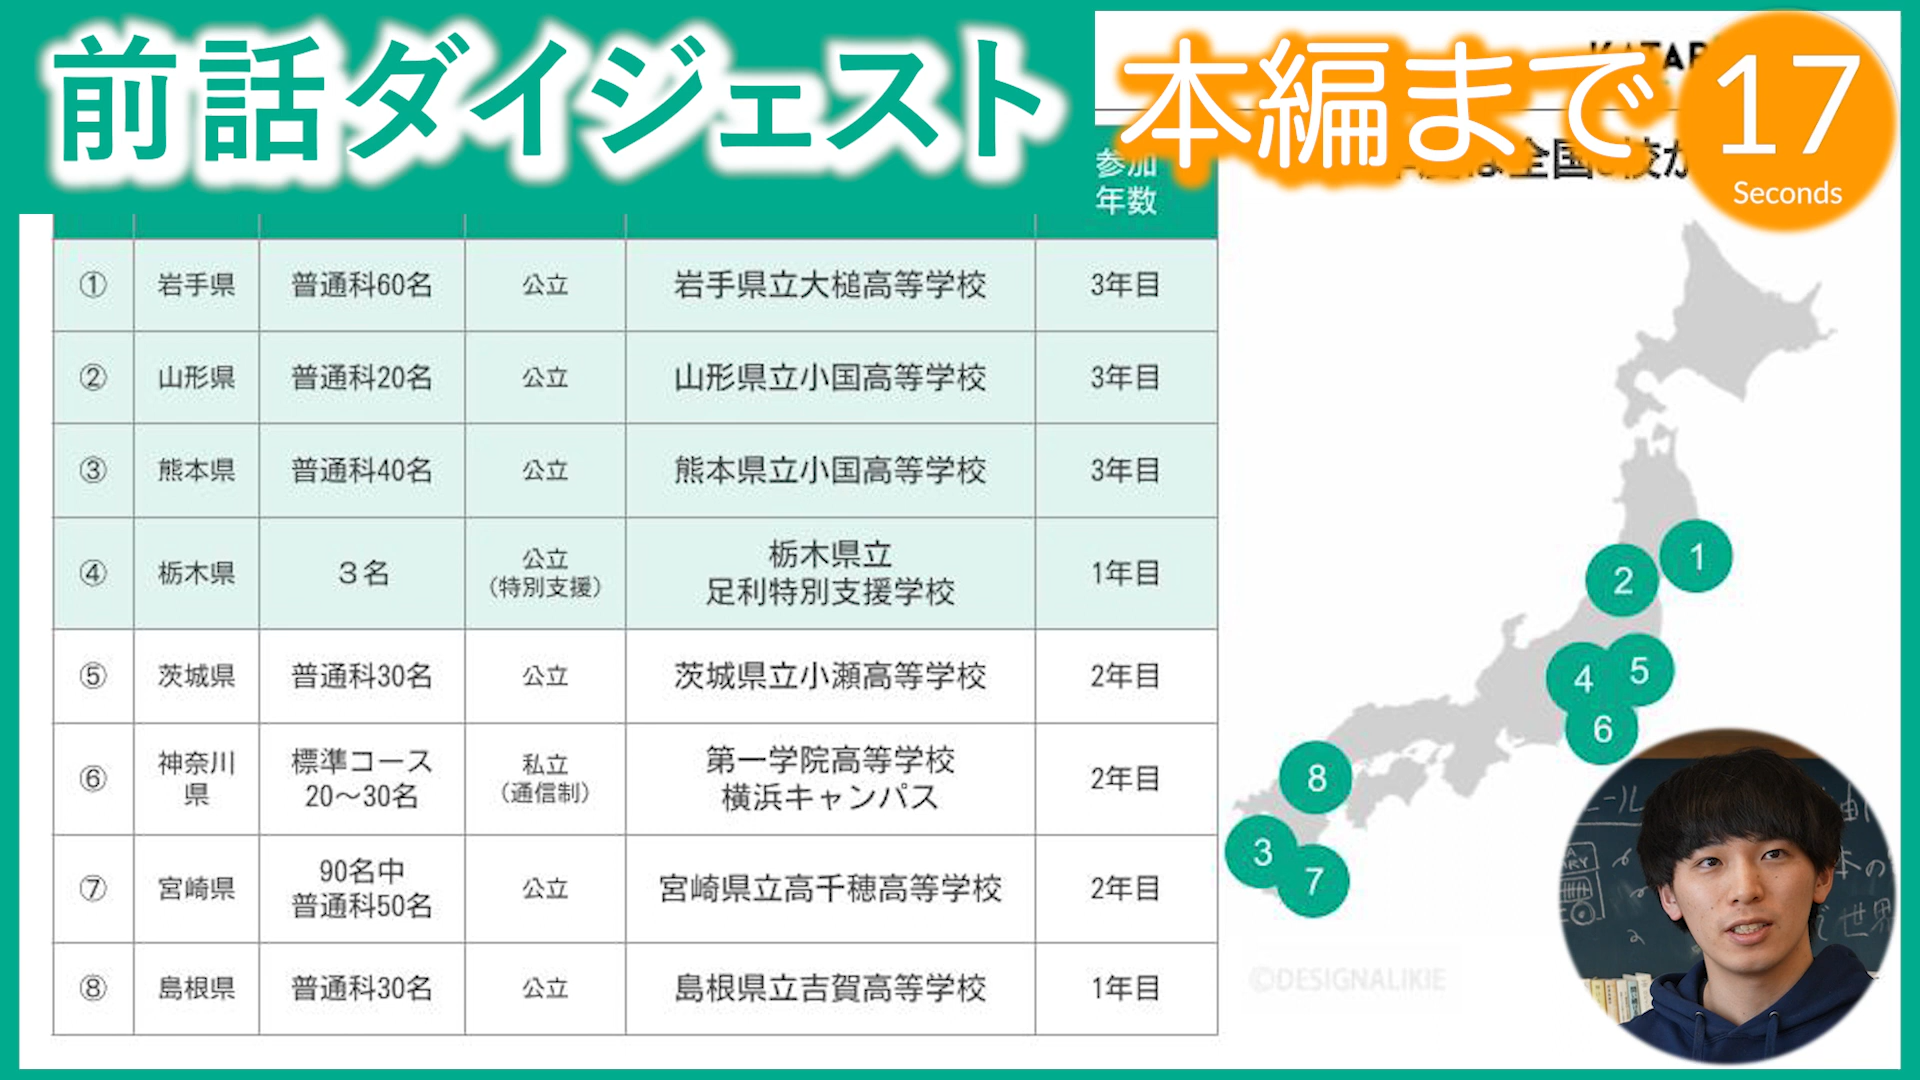 前話ダイジェスト
本編まで
17
Seconds
参加
年数
は全国
① 岩手県 普通科60名 公立 岩手県立大槌高等学校 3年目
② 山形県 普通科20名 公立 山形県立小国高等学校 3年目
③ 熊本県 普通科40名 公立 熊本県立小国高等学校 3年目
④ 栃木県 3名 公立
(特別支援)
栃木県立
足利特別支援学校
1年目
⑤ 茨城県 普通科30名 公立 茨城県立小瀬高等学校 2年目
⑥ 神奈川
県
標準コース
20〜30名
私立
(通信制)
第一学院高等学校
横浜キャンパス
2年目
⑦ 宮崎県 90名中
普通科50名
公立 宮崎県立高千穂高等学校 2年目
⑧ 島根県 普通科30名 公立 島根県立吉賀高等学校 1年目
1
2
4
5
6
8
3
7
©DESIGNALIKIE